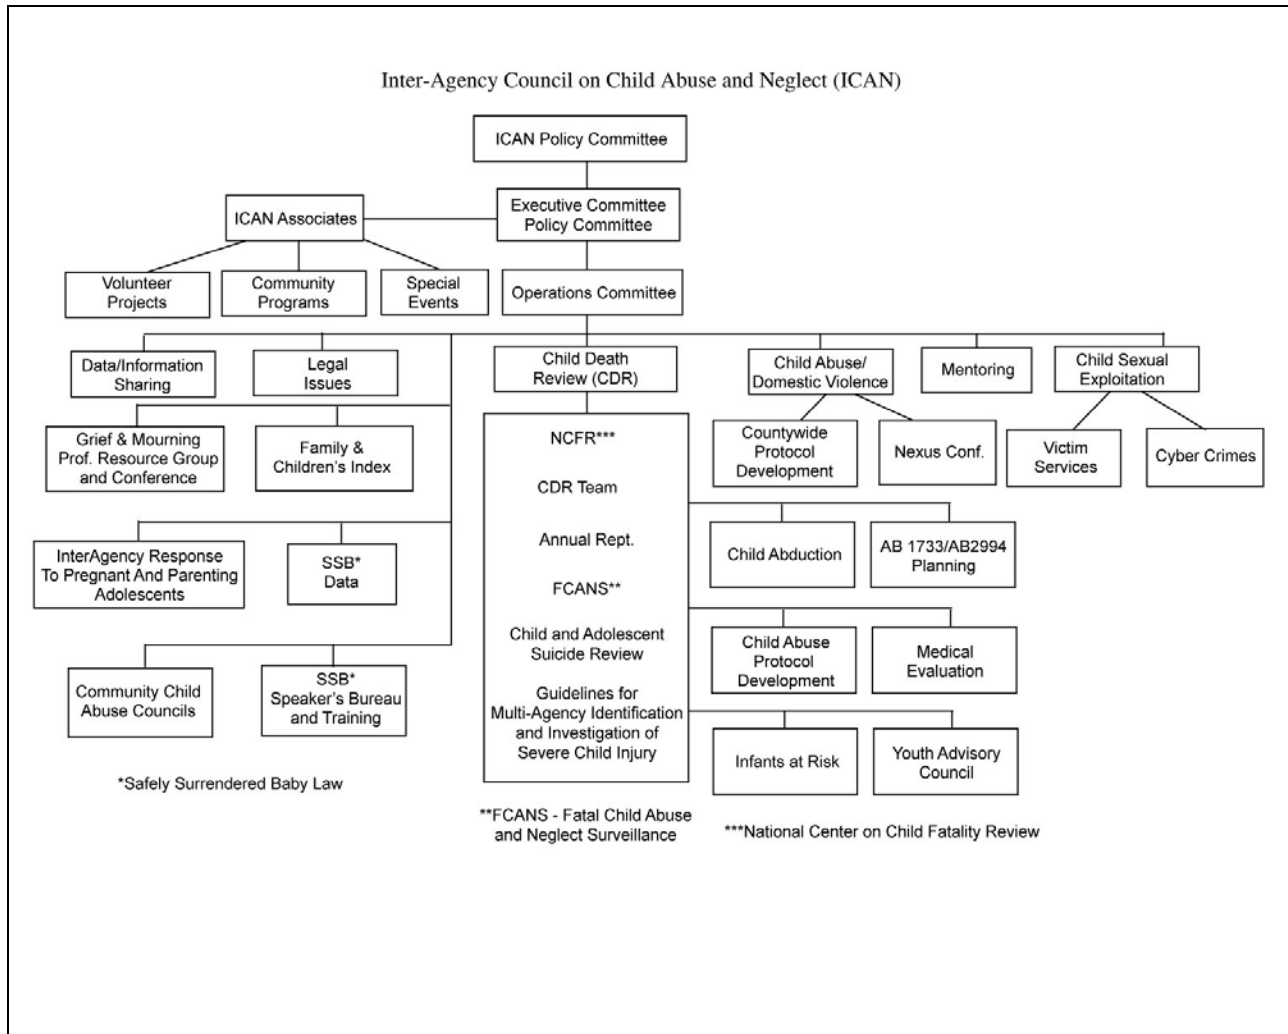 Inter-Agency Council on Child Abuse and Neglect (ICAN)
ICAN Policy Committee
ICAN Associates
Executive Committee
Policy Committee
Volunteer
Projects
Community
Programs
Special
Events
Operations Committee
Data/Information
Sharing
Legal
Issues
Child Death
Review (CDR)
Child Abuse/
Domestic Violence
Mentoring
Child Sexual
Exploitation
Grief & Mourning
Prof. Resource Group
and Conference
Family &
Children's Index
NCFR***
CDR Team
Annual Rept.
FCANS**
Child and Adolescent
Suicide Review
Guidelines for
Multi-Agency Identification
and Investigation of
Severe Child Injury
Countywide
Protocol
Development
Nexus Conf.
Victim
Services
Cyber Crimes
InterAgency Response
To Pregnant And Parenting
Adolescents
SSB*
Data
Child Abduction
AB 1733/AB2994
Planning
Community Child
Abuse Councils
SSB*
Speaker's Bureau
and Training
Child Abuse
Protocol
Development
Medical
Evaluation
Infants at Risk
Youth Advisory
Council
*Safely Surrendered Baby Law
**FCANS - Fatal Child Abuse
and Neglect Surveillance
***National Center on Child Fatality Review